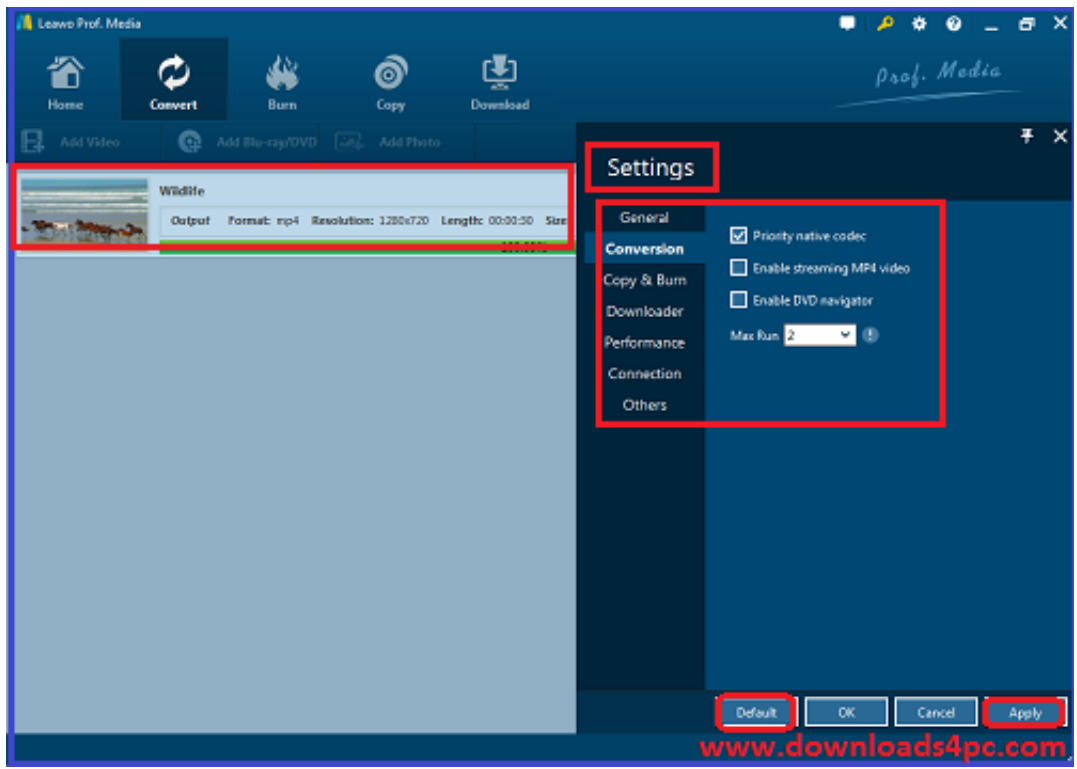 Leawo Prof. Media
Home Convert Burn Copy Download
Prof. Media
Add Video Add Blu-ray/DVD Add Photo
Settings
Wildlife
Output Format: mp4 Resolution: 1280x720 Length: 00:00:30 Size
General
Conversion
Copy & Burn
Downloader
Performance
Connection
Others
Priority native codec
Enable streaming MP4 video
Enable DVD navigator
Max Run 2
Default OK Cancel Apply
www.downloads4pc.com